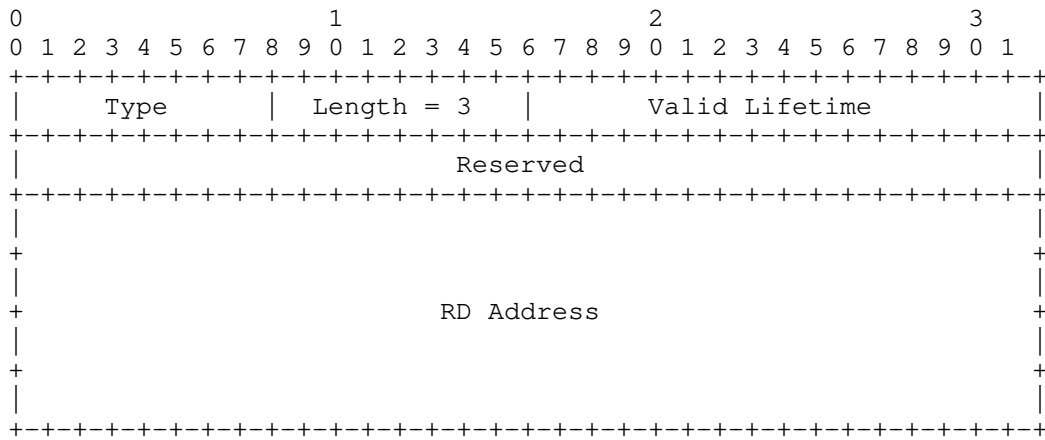 0                   1                   2                   3
0 1 2 3 4 5 6 7 8 9 0 1 2 3 4 5 6 7 8 9 0 1 2 3 4 5 6 7 8 9 0 1
+-+-+-+-+-+-+-+-+-+-+-+-+-+-+-+-+-+-+-+-+-+-+-+-+-+-+-+-+-+-+-+-+
|     Type      |  Length = 3   |       Valid Lifetime          |
+-+-+-+-+-+-+-+-+-+-+-+-+-+-+-+-+-+-+-+-+-+-+-+-+-+-+-+-+-+-+-+-+
|                           Reserved                            |
+-+-+-+-+-+-+-+-+-+-+-+-+-+-+-+-+-+-+-+-+-+-+-+-+-+-+-+-+-+-+-+-+
|                                                               |
+                                                               +
|                                                               |
+                          RD Address                           +
|                                                               |
+                                                               +
|                                                               |
+-+-+-+-+-+-+-+-+-+-+-+-+-+-+-+-+-+-+-+-+-+-+-+-+-+-+-+-+-+-+-+-+